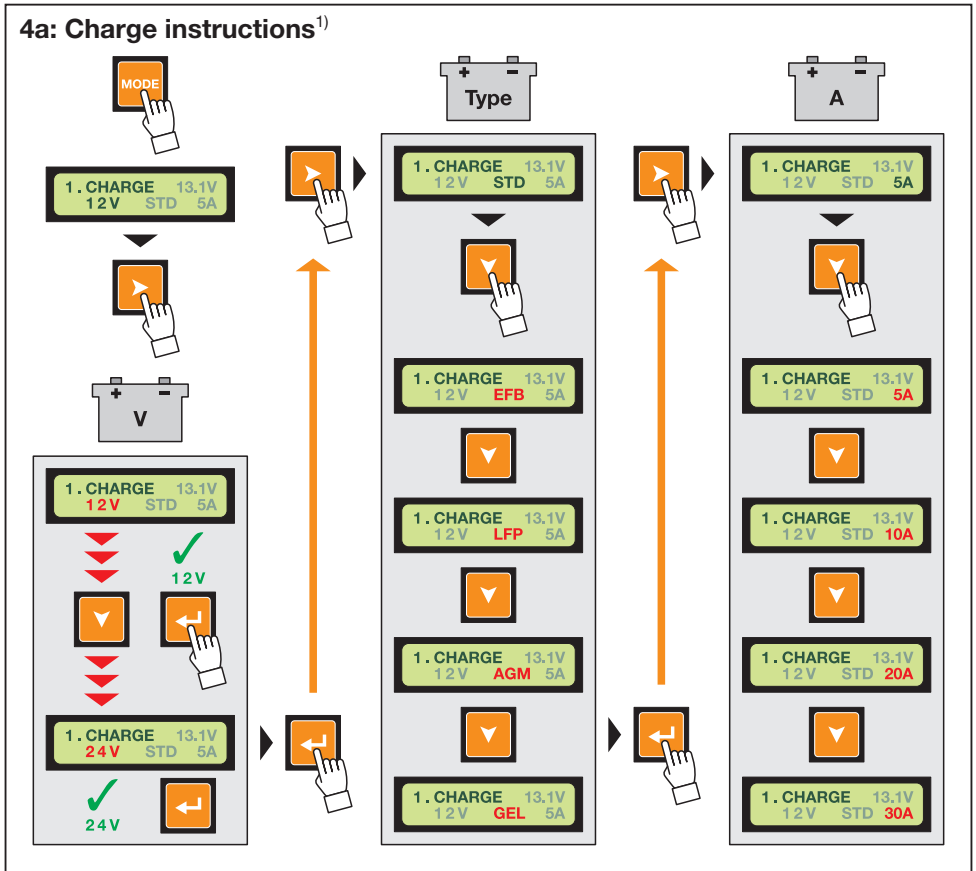 4a: Charge instructions1)
MODE
1. CHARGE 13.1V
12V STD 5A
+ -
V
1. CHARGE 13.1V
12V STD 5A
12V
1. CHARGE 13.1V
24V STD 5A
24V
+ -
Type
1. CHARGE 13.1V
12V STD 5A
1. CHARGE 13.1V
12V EFB 5A
1. CHARGE 13.1V
12V LFP 5A
1. CHARGE 13.1V
12V AGM 5A
1. CHARGE 13.1V
12V GEL 5A
+ -
A
1. CHARGE 13.1V
12V STD 5A
1. CHARGE 13.1V
12V STD 5A
1. CHARGE 13.1V
12V STD 10A
1. CHARGE 13.1V
12V STD 20A
1. CHARGE 13.1V
12V STD 30A